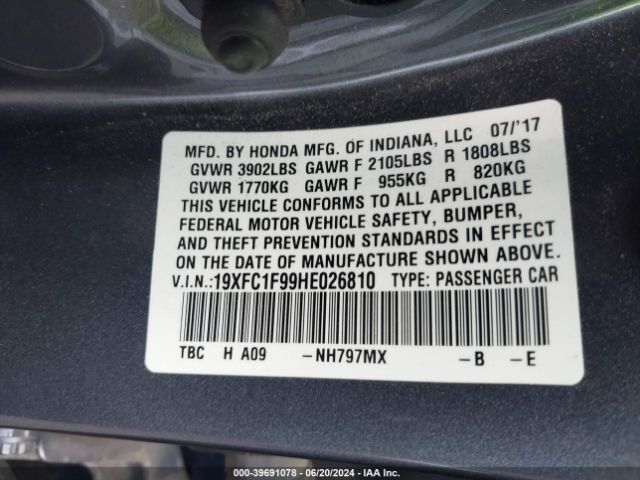 MFD. BY HONDA MFG. OF INDIANA, LLC 07/'17
GVWR 3902LBS GAWR F 2105LBS R 1808LBS
GVWR 1770KG GAWR F 955KG R 820KG
THIS VEHICLE CONFORMS TO ALL APPLICABLE
FEDERAL MOTOR VEHICLE SAFETY, BUMPER,
AND THEFT PREVENTION STANDARDS IN EFFECT
ON THE DATE OF MANUFACTURE SHOWN ABOVE.
V.I.N.:19XFC1F99HE026810 TYPE: PASSENGER CAR
TBC H A09 -NH797MX -B -E
000-39691078 - 06/20/2024 - IAA Inc.